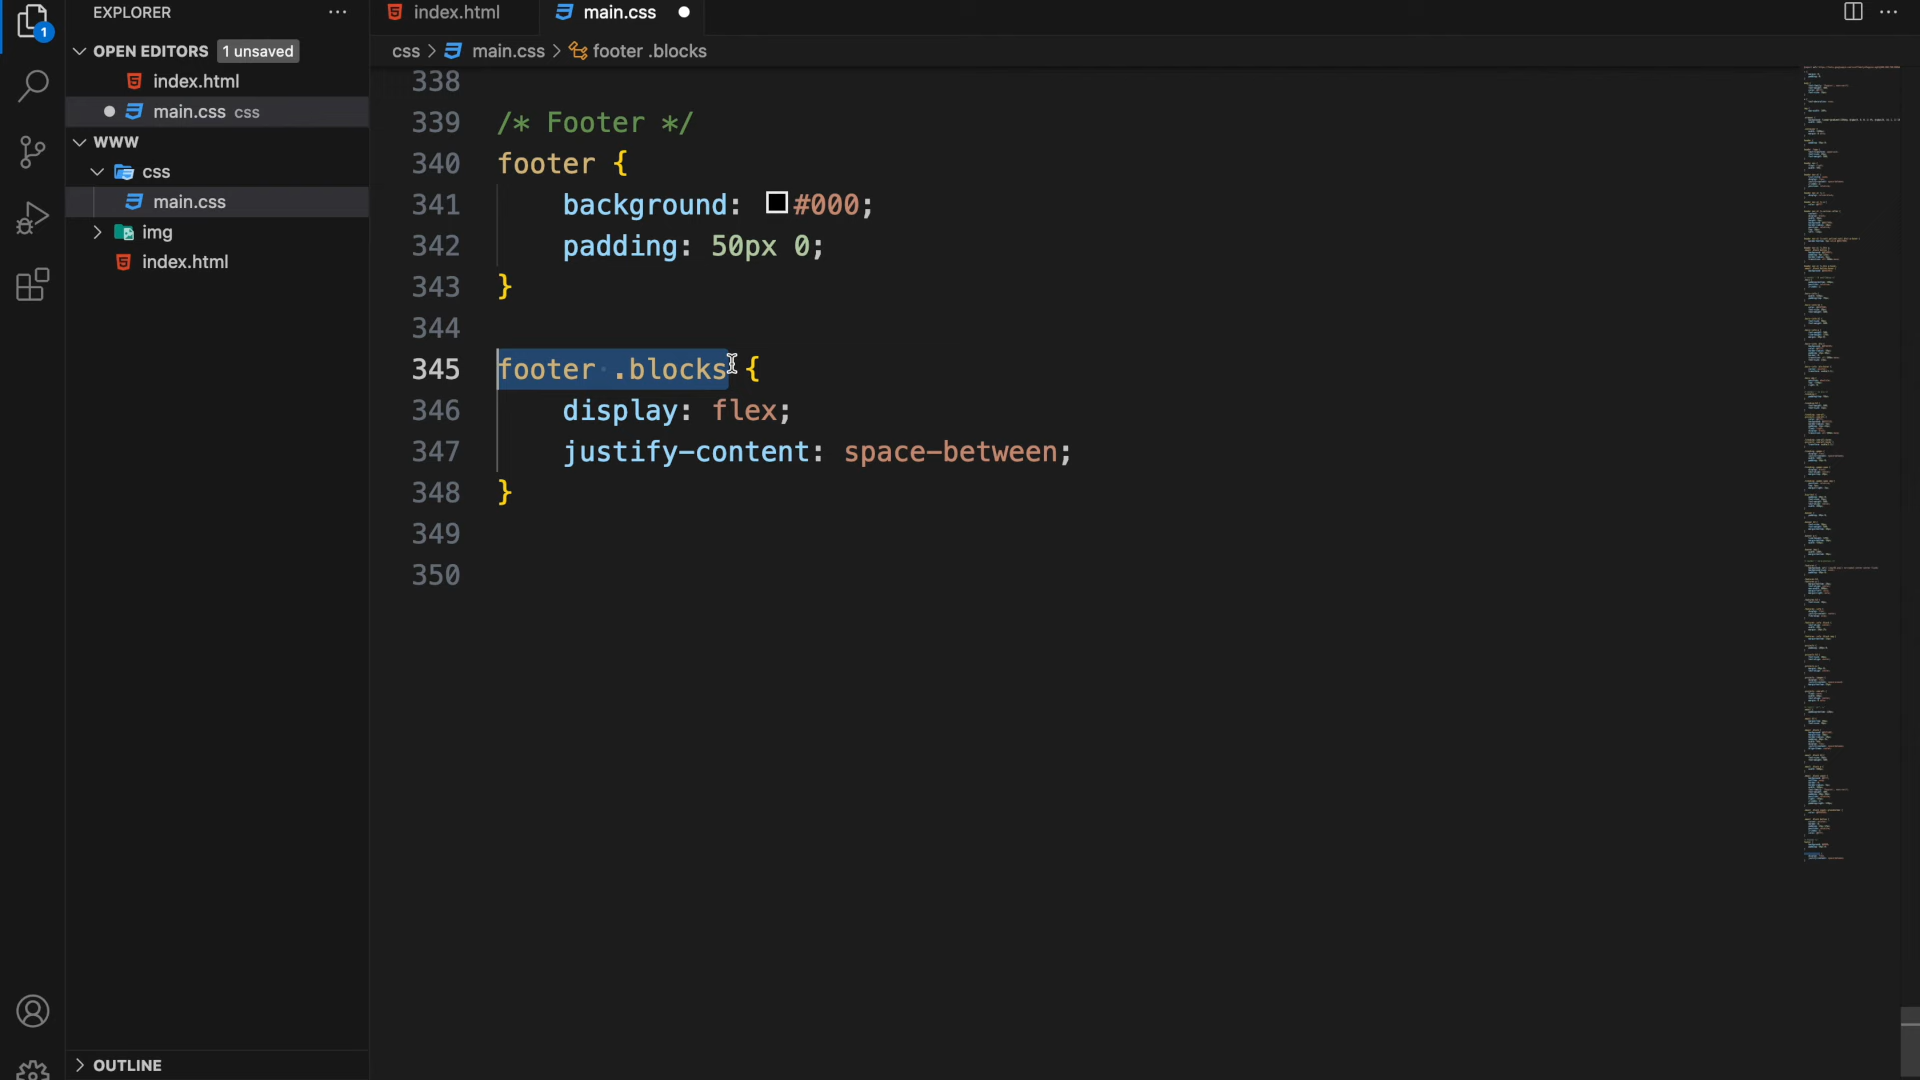 EXPLORER
OPEN EDITORS 1 unsaved
index.html
main.css css
WWW
css
main.css
img
index.html
OUTLINE
1
index.html
main.css
css > main.css > footer .blocks
338
339 /* Footer */
340 footer {
341 background: #000;
342 padding: 50px 0;
343 }
344
345 footer .blocks {
346 display: flex;
347 justify-content: space-between;
348 }
349
350